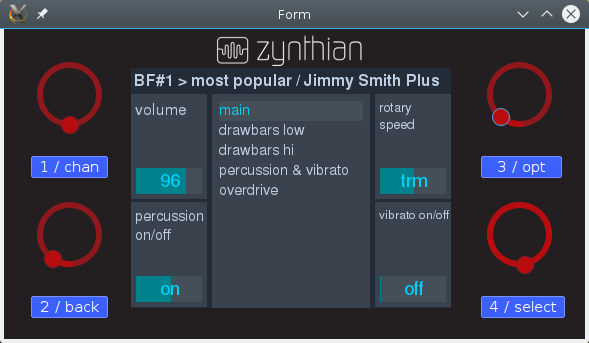 Form
zynthian
BF#1 > most popular / Jimmy Smith Plus
volume
96
main
drawbars low
drawbars hi
percussion & vibrato
overdrive
rotary
speed
trm
percussion
on/off
on
vibrato on/off
off
1 / chan
2 / back
3 / opt
4 / select